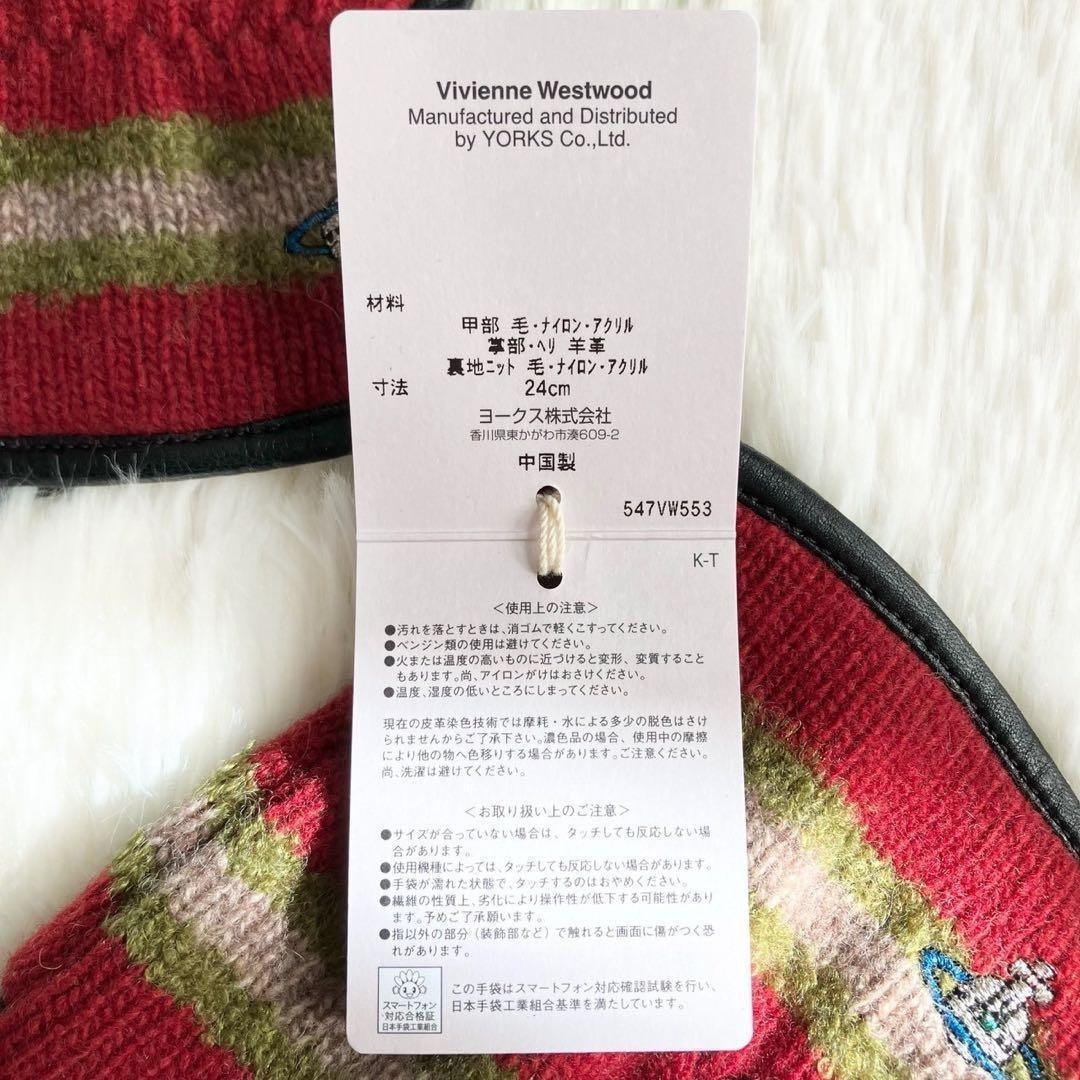 Vivienne Westwood
Manufactured and Distributed
by YORKS Co.,Ltd.
材料
甲部 毛・ナイロン・アクリル
掌部・ヘリ 羊革
裏地ニット 毛・ナイロン・アクリル
寸法 24cm
ヨークス株式会社
香川県東かがわ市湊609-2
中国製
547VW553
K-T
＜使用上の注意＞
●汚れを落とすときは、消ゴムで軽くこすってください。
●ベンジン類の使用は避けてください。
●火または温度の高いものに近づけると変形、変質すること
もあります。尚、アイロンがけはおさけください。
●温度、湿度の低いところにしまってください。
現在の皮革染色技術では摩耗・水による多少の脱色はさけ
られませんからご了承下さい。濃色品の場合、使用中の摩擦
により他の物へ色移りする場合があります。ご注意ください。
尚、洗濯は避けてください。
＜お取り扱い上のご注意＞
●サイズが合っていない場合は、タッチしても反応しない場
合があります。
●使用機種によっては、タッチしても反応しない場合があります。
●手袋が濡れた状態で、タッチするのはおやめください。
●繊維の性質上、劣化により操作性が低下する可能性があり
ます。予めご了承願います。
●指以外の部分（装飾部など）で触れると画面に傷がつく恐
れがあります。
スマートフォン
対応合格証
日本手袋工業組合
この手袋はスマートフォン対応確認試験を行い、
日本手袋工業組合基準を満たしています。